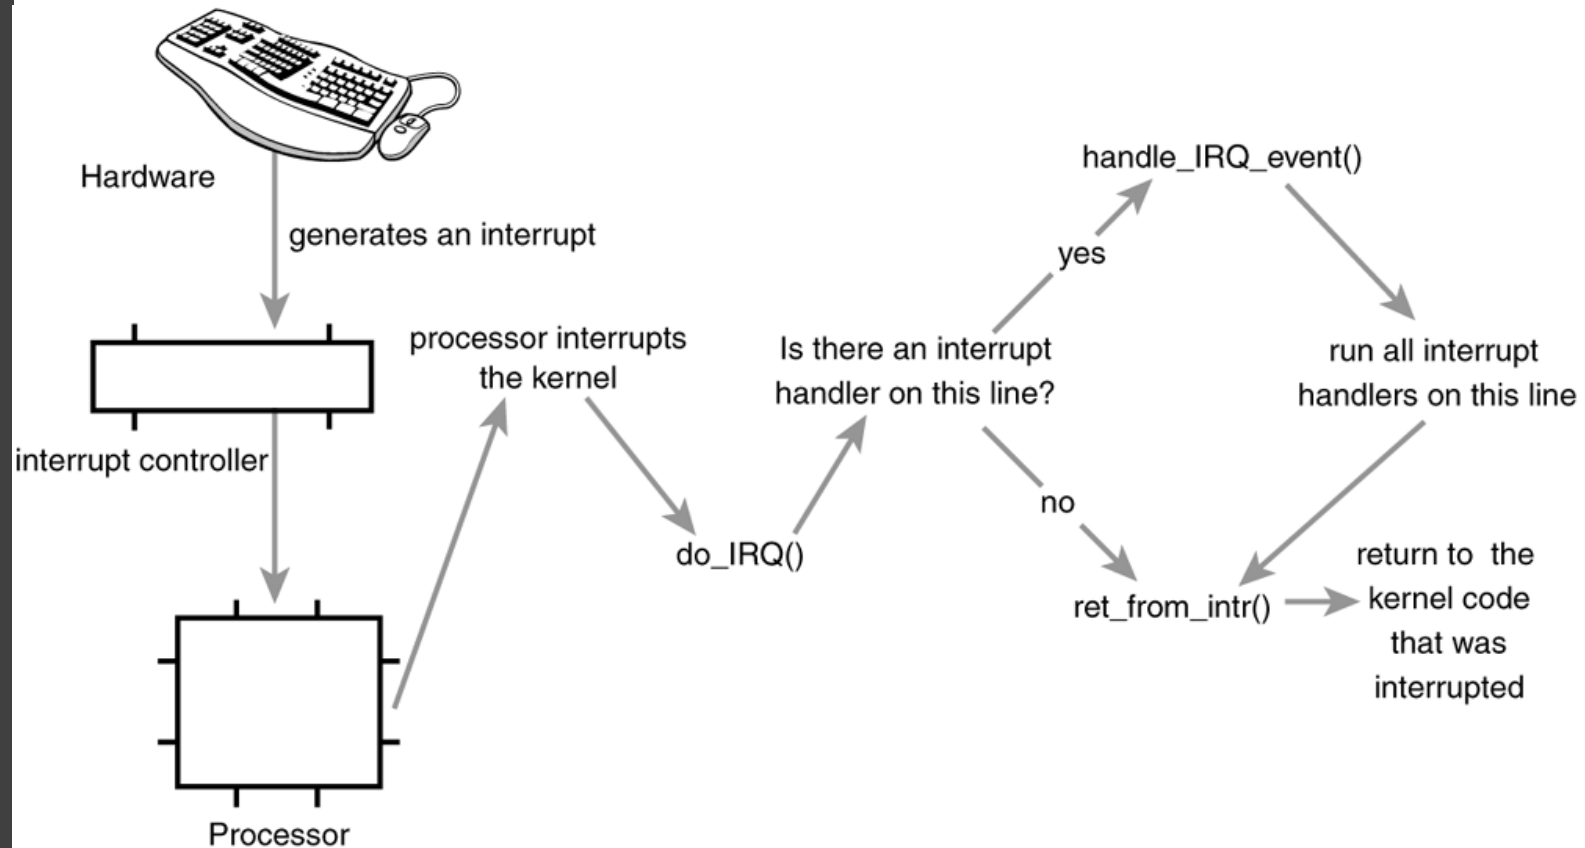 Hardware
generates an interrupt
interrupt controller
Processor
processor interrupts
the kernel
do_IRQ()
Is there an interrupt
handler on this line?
yes
no
handle_IRQ_event()
run all interrupt
handlers on this line
ret_from_intr()
return to the
kernel code
that was
interrupted